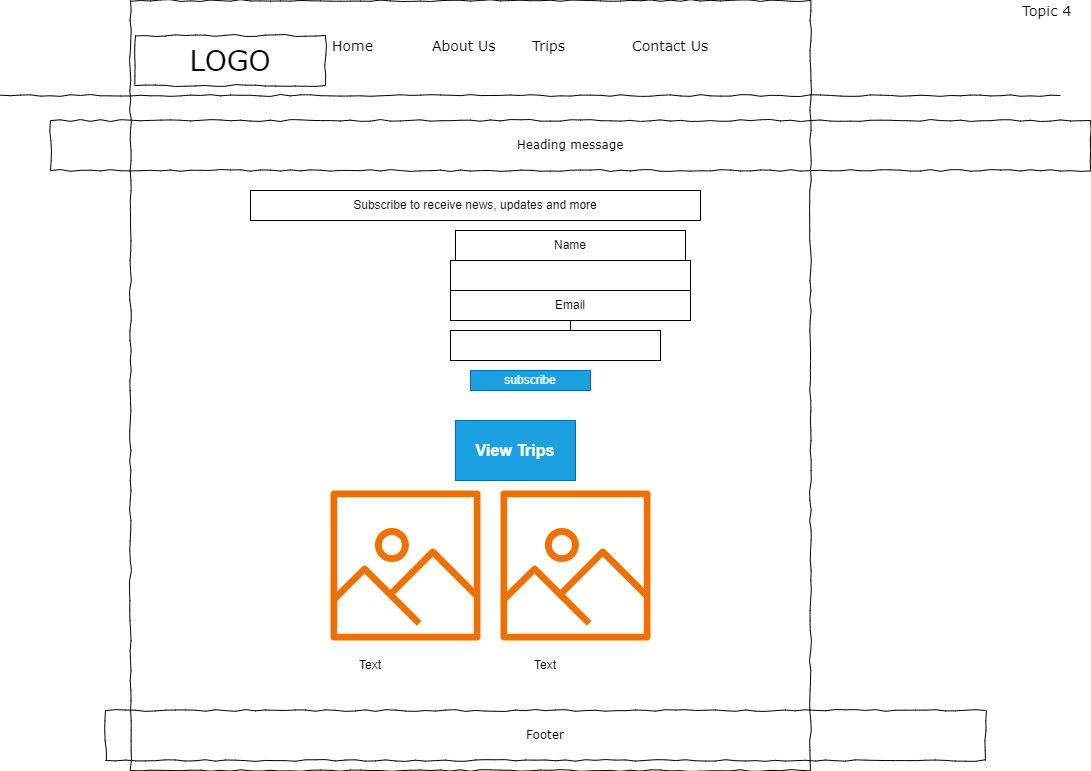 Topic 4
LOGO
Home
About Us
Trips
Contact Us
Heading message
Subscribe to receive news, updates and more
Name
Email
subscribe
View Trips
Text
Text
Footer